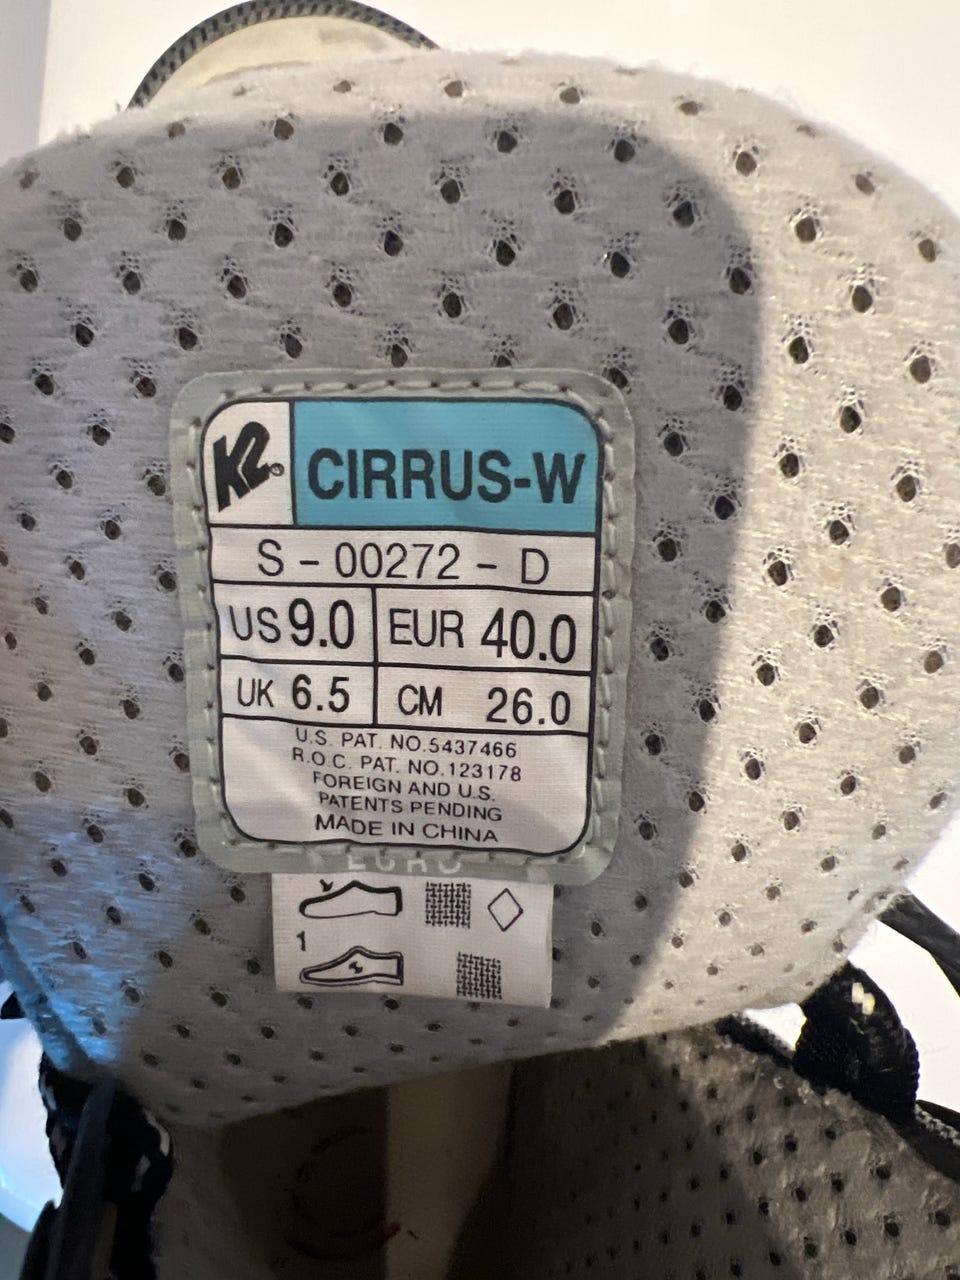 K2® CIRRUS-W
S - 00272 - D
US 9.0 EUR 40.0
UK 6.5 CM 26.0
U.S. PAT. NO.5437466
R.O.C. PAT. NO.123178
FOREIGN AND U.S.
PATENTS PENDING
MADE IN CHINA
EURO
1